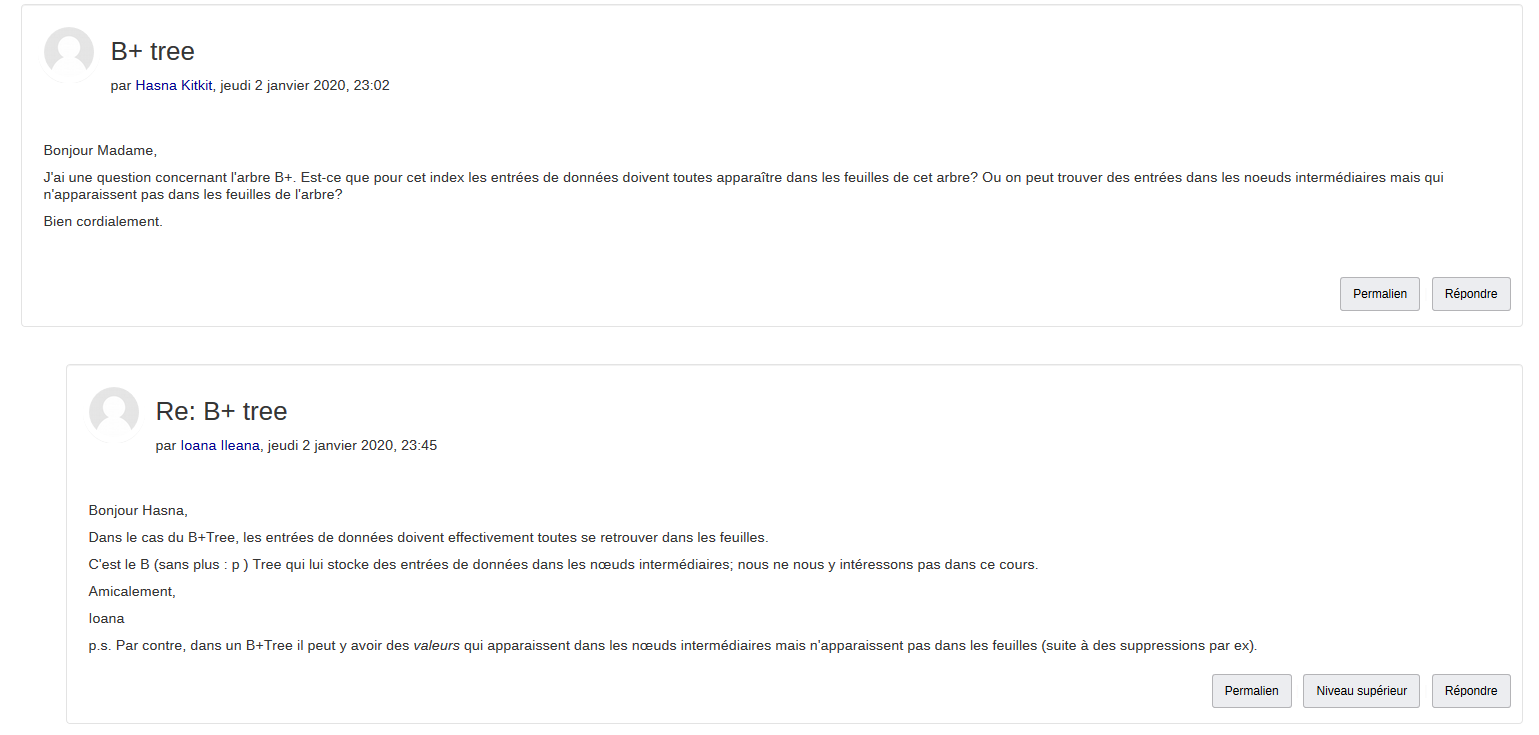 B+ tree
par Hasna Kitkit, jeudi 2 janvier 2020, 23:02
Bonjour Madame,
J'ai une question concernant l'arbre B+. Est-ce que pour cet index les entrées de données doivent toutes apparaître dans les feuilles de cet arbre? Ou on peut trouver des entrées dans les noeuds intermédiaires mais qui
n'apparaissent pas dans les feuilles de l'arbre?
Bien cordialement.
Permalien Répondre
Re: B+ tree
par Ioana Ileana, jeudi 2 janvier 2020, 23:45
Bonjour Hasna,
Dans le cas du B+Tree, les entrées de données doivent effectivement toutes se retrouver dans les feuilles.
C'est le B (sans plus : p ) Tree qui lui stocke des entrées de données dans les nœuds intermédiaires; nous ne nous y intéressons pas dans ce cours.
Amicalement,
Ioana
p.s. Par contre, dans un B+Tree il peut y avoir des valeurs qui apparaissent dans les nœuds intermédiaires mais n'apparaissent pas dans les feuilles (suite à des suppressions par ex).
Permalien Niveau supérieur Répondre